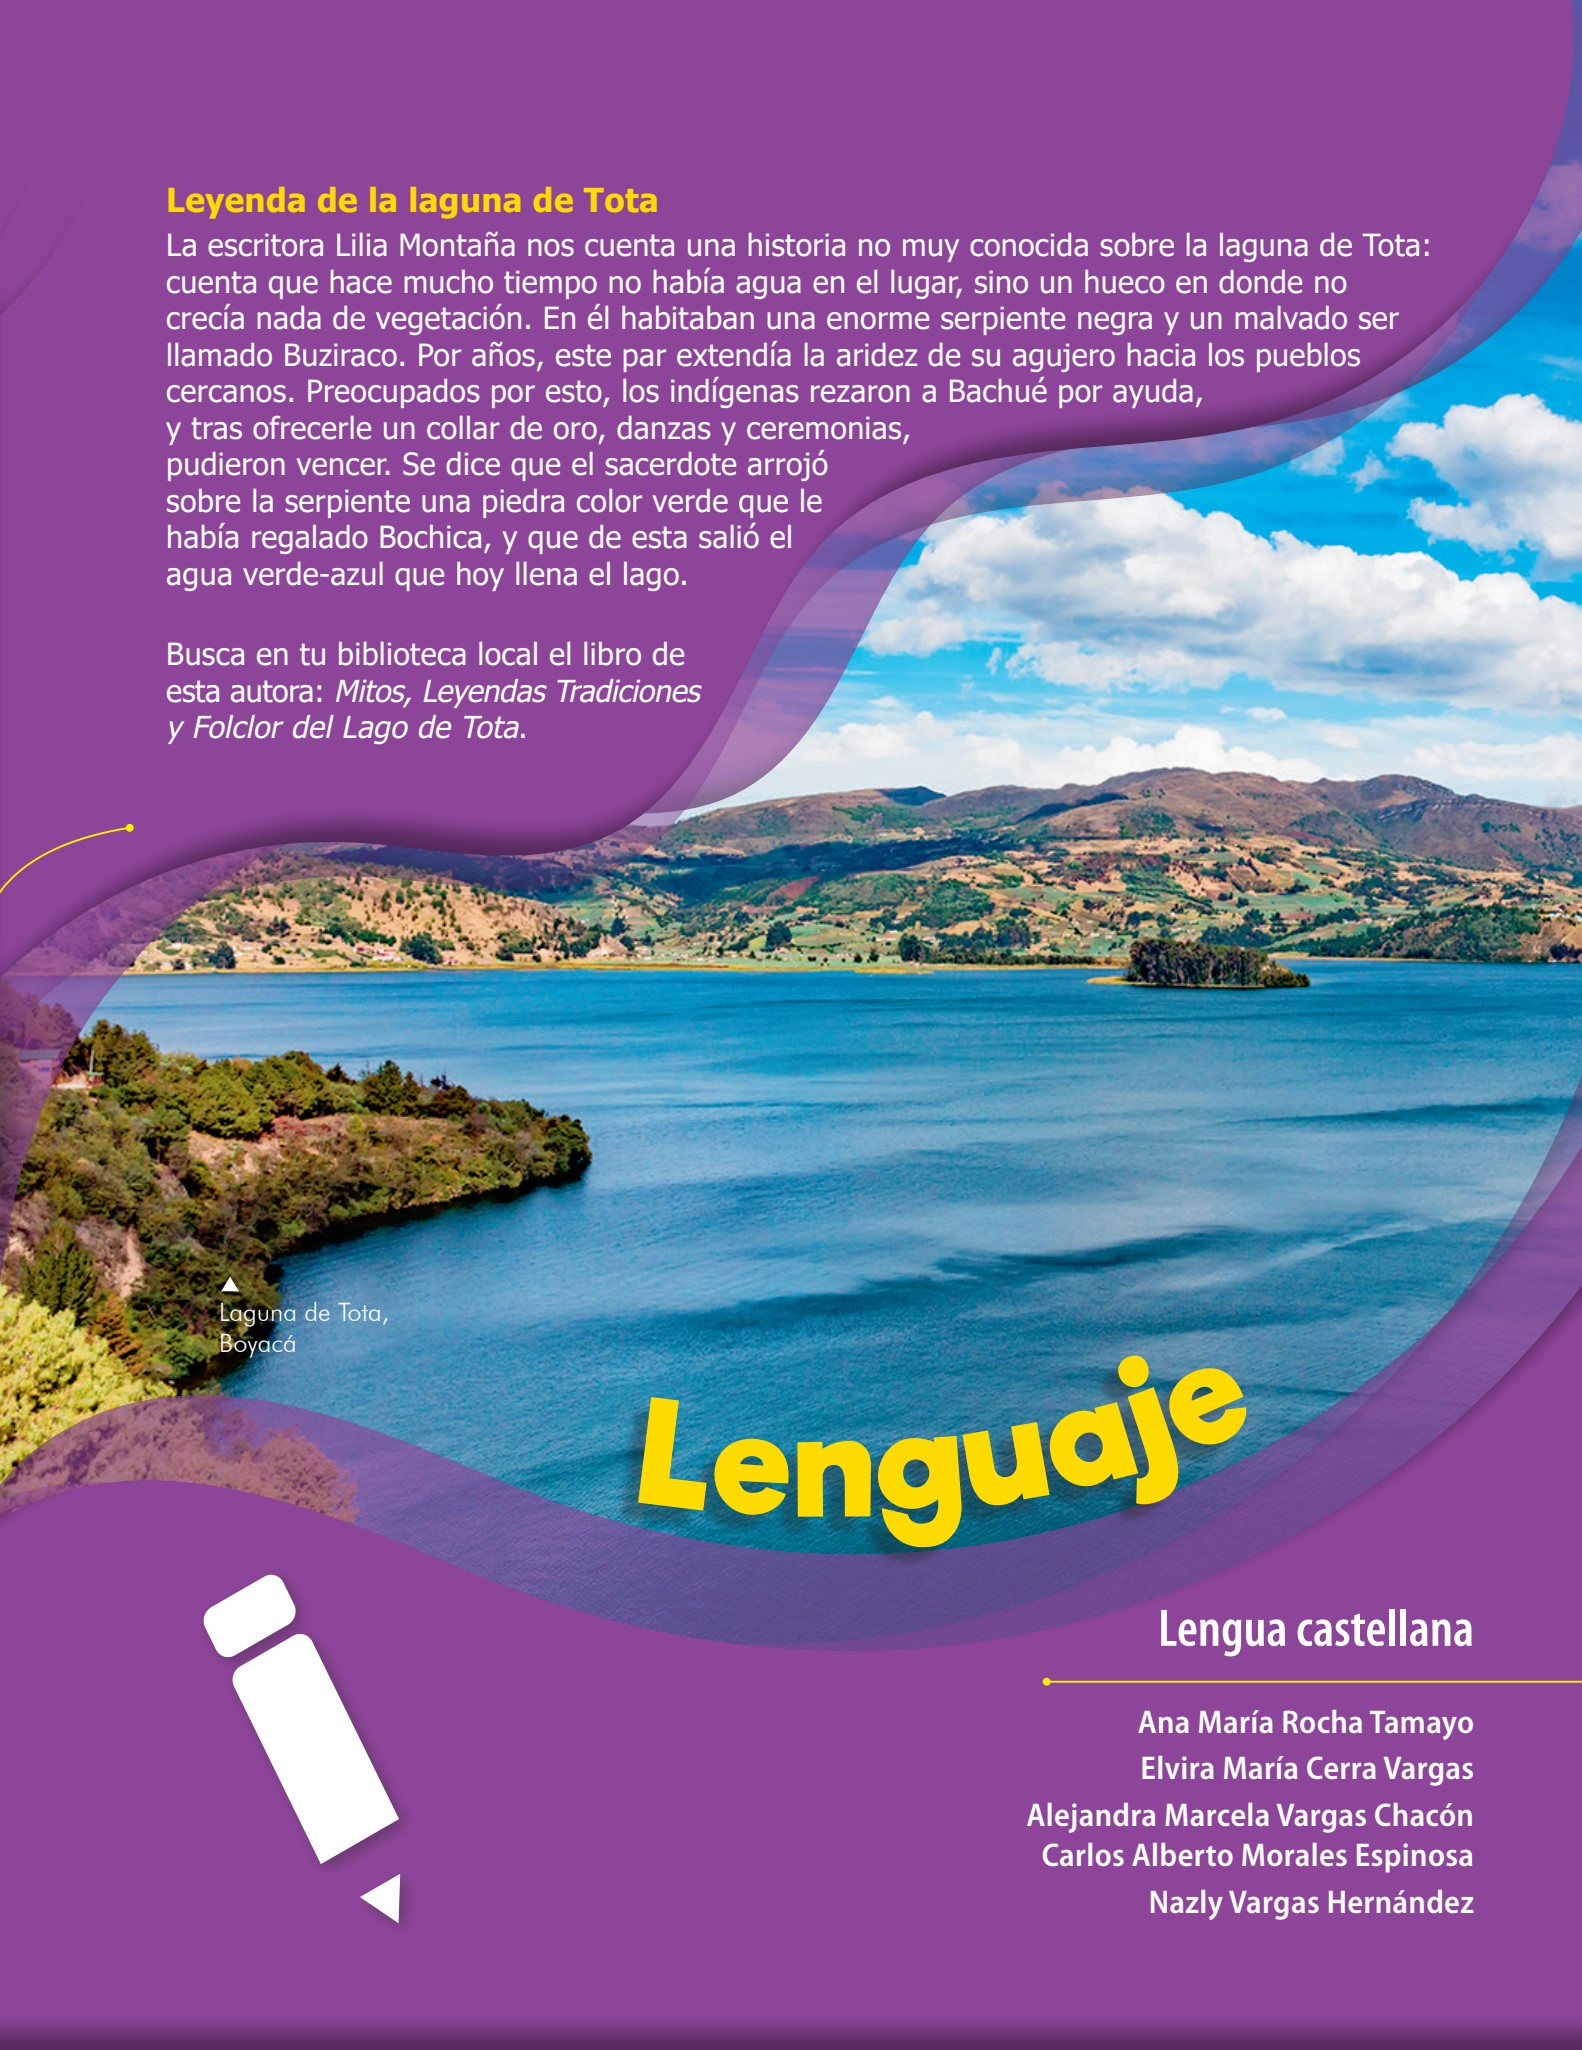 Leyenda de la laguna de Tota
La escritora Lilia Montaña nos cuenta una historia no muy conocida sobre la laguna de Tota:
cuenta que hace mucho tiempo no había agua en el lugar, sino un hueco en donde no
crecía nada de vegetación. En él habitaban una enorme serpiente negra y un malvado ser
llamado Buziraco. Por años, este par extendía la aridez de su agujero hacia los pueblos
cercanos. Preocupados por esto, los indígenas rezaron a Bachué por ayuda,
y tras ofrecerle un collar de oro, danzas y ceremonias,
pudieron vencer. Se dice que el sacerdote arrojó
sobre la serpiente una piedra color verde que le
había regalado Bochica, y que de esta salió el
agua verde-azul que hoy llena el lago.
Busca en tu biblioteca local el libro de
esta autora: Mitos, Leyendas Tradiciones
y Folclor del Lago de Tota.
Laguna de Tota,
Boyacá
Lenguaje
Lengua castellana
Ana María Rocha Tamayo
Elvira María Cerra Vargas
Alejandra Marcela Vargas Chacón
Carlos Alberto Morales Espinosa
Nazly Vargas Hernández